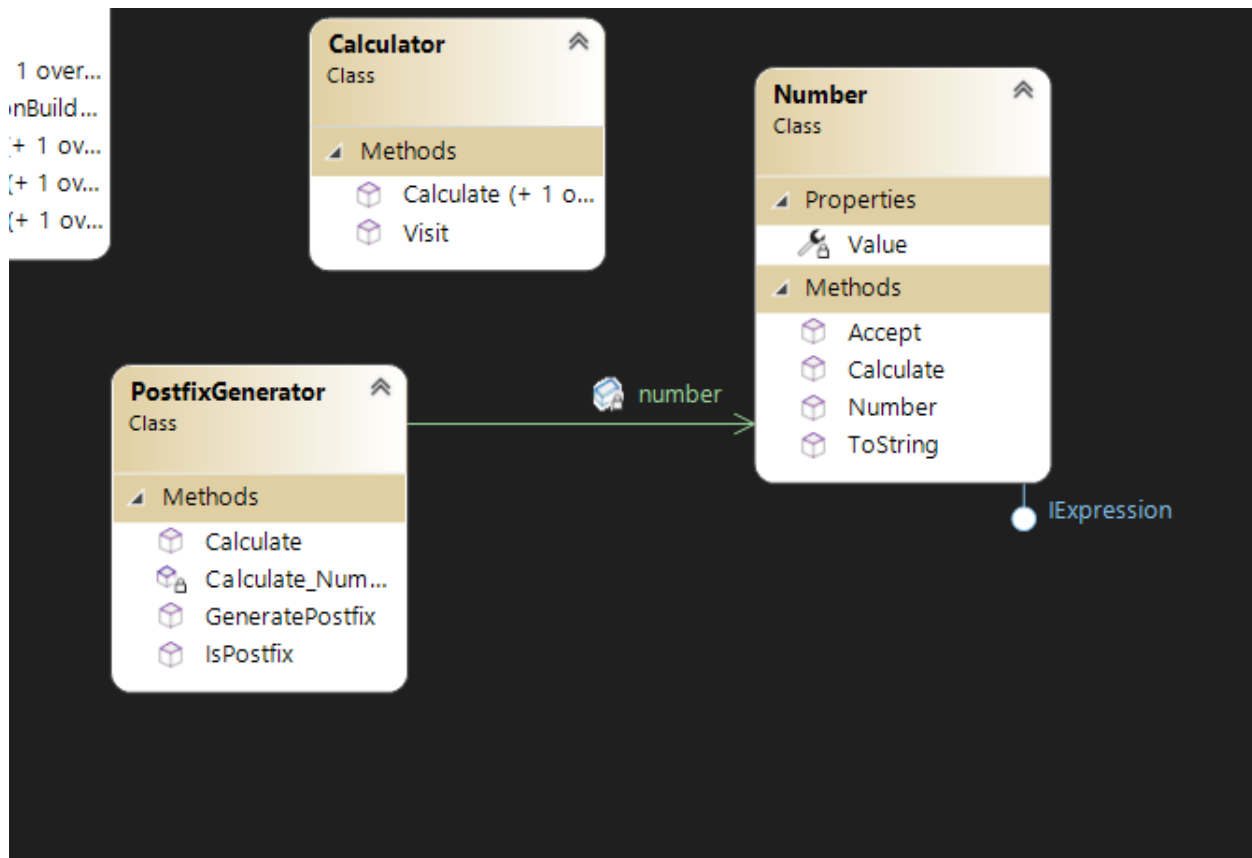 1 over...
onBuild...
(+ 1 ov...
(+ 1 ov...
(+ 1 ov...
Calculator
Class
Methods
Calculate (+ 1 o...
Visit
Number
Class
Properties
Value
Methods
Accept
Calculate
Number
ToString
IExpression
number
PostfixGenerator
Class
Methods
Calculate
Calculate_Num...
GeneratePostfix
IsPostfix